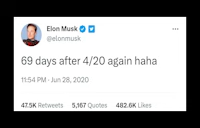 Elon Musk
@elonmusk
69 days after 4/20 again haha
11:54 PM · Jun 28, 2020
47.5K Retweets 5,167 Quotes 482.6K Likes